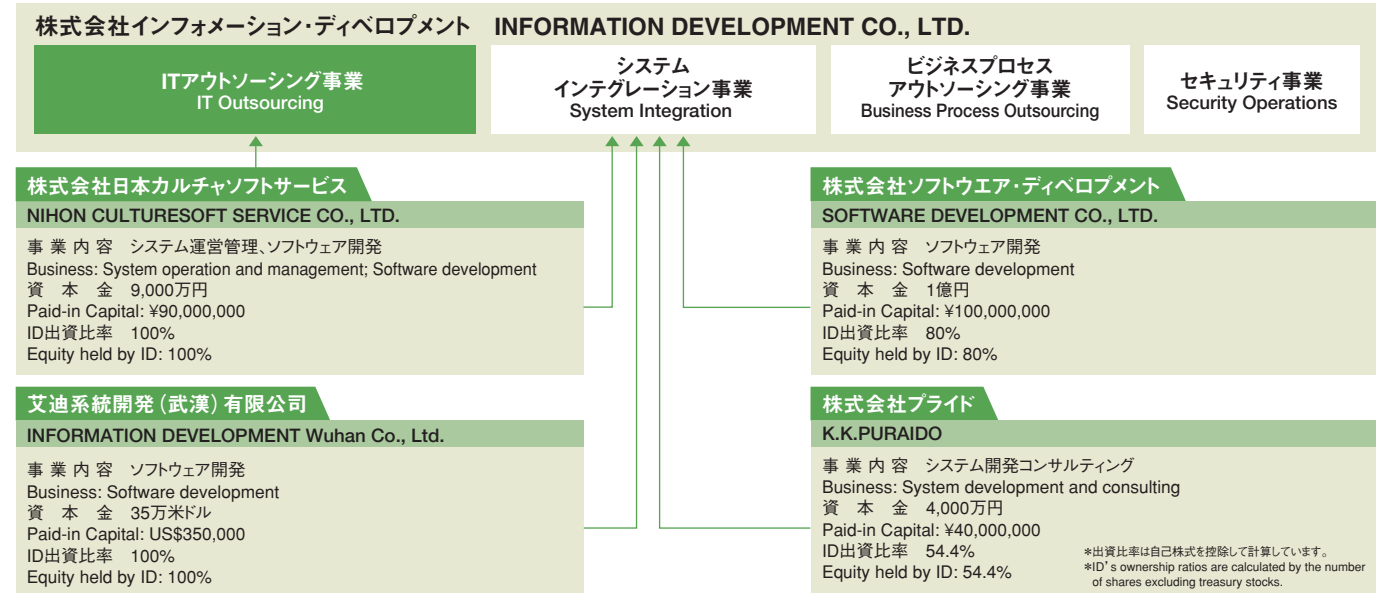 株式会社インフォメーション・ディベロプメント INFORMATION DEVELOPMENT CO., LTD.
ITアウトソーシング事業
IT Outsourcing
システム
インテグレーション事業
System Integration
ビジネスプロセス
アウトソーシング事業
Business Process Outsourcing
セキュリティ事業
Security Operations
株式会社日本カルチャソフトサービス
NIHON CULTURESOFT SERVICE CO., LTD.
事業内容 システム運営管理、ソフトウェア開発
Business: System operation and management; Software development
資本金 9,000万円
Paid-in Capital: ¥90,000,000
ID出資比率 100%
Equity held by ID: 100%
株式会社ソフトウエア・ディベロプメント
SOFTWARE DEVELOPMENT CO., LTD.
事業内容 ソフトウェア開発
Business: Software development
資本金 1億円
Paid-in Capital: ¥100,000,000
ID出資比率 80%
Equity held by ID: 80%
艾迪系統開発(武漢)有限公司
INFORMATION DEVELOPMENT Wuhan Co., Ltd.
事業内容 ソフトウェア開発
Business: Software development
資本金 35万米ドル
Paid-in Capital: US$350,000
ID出資比率 100%
Equity held by ID: 100%
株式会社プライド
K.K.PURAIDO
事業内容 システム開発コンサルティング
Business: System development and consulting
資本金 4,000万円
Paid-in Capital: ¥40,000,000
ID出資比率 54.4%
Equity held by ID: 54.4%
*出資比率は自己株式を控除して計算しています。
*ID's ownership ratios are calculated by the number
of shares excluding treasury stocks.